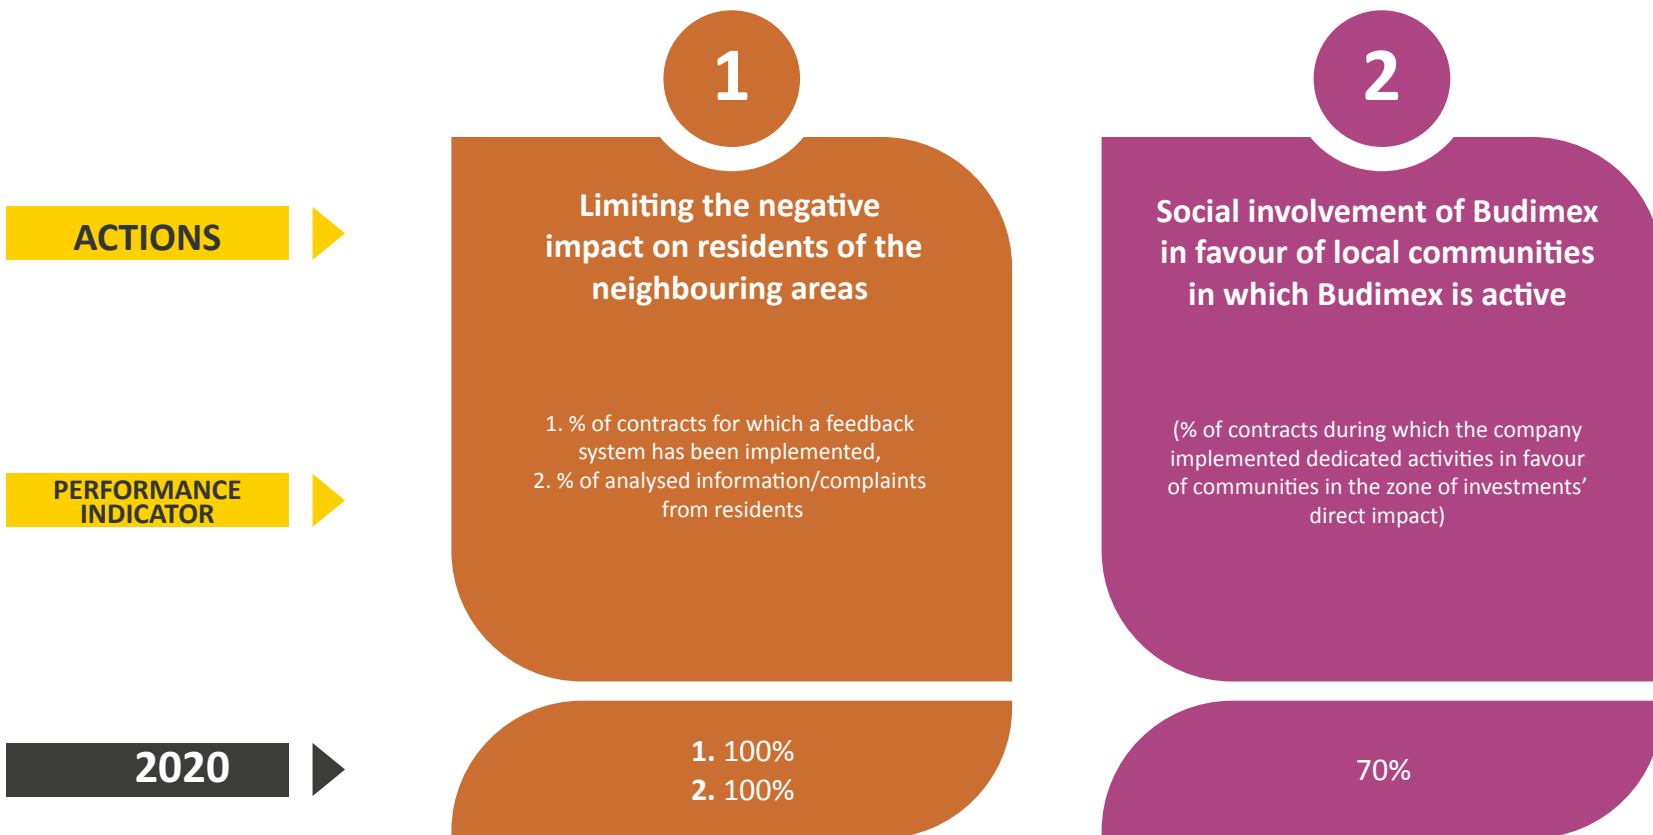 1
2
ACTIONS
Limiting the negative
impact on residents of the
neighbouring areas
Social involvement of Budimex
in favour of local communities
in which Budimex is active
PERFORMANCE
INDICATOR
1. % of contracts for which a feedback
system has been implemented,
2. % of analysed information/complaints
from residents
(% of contracts during which the company
implemented dedicated activities in favour
of communities in the zone of investments’
direct impact)
2020
1. 100%
2. 100%
70%